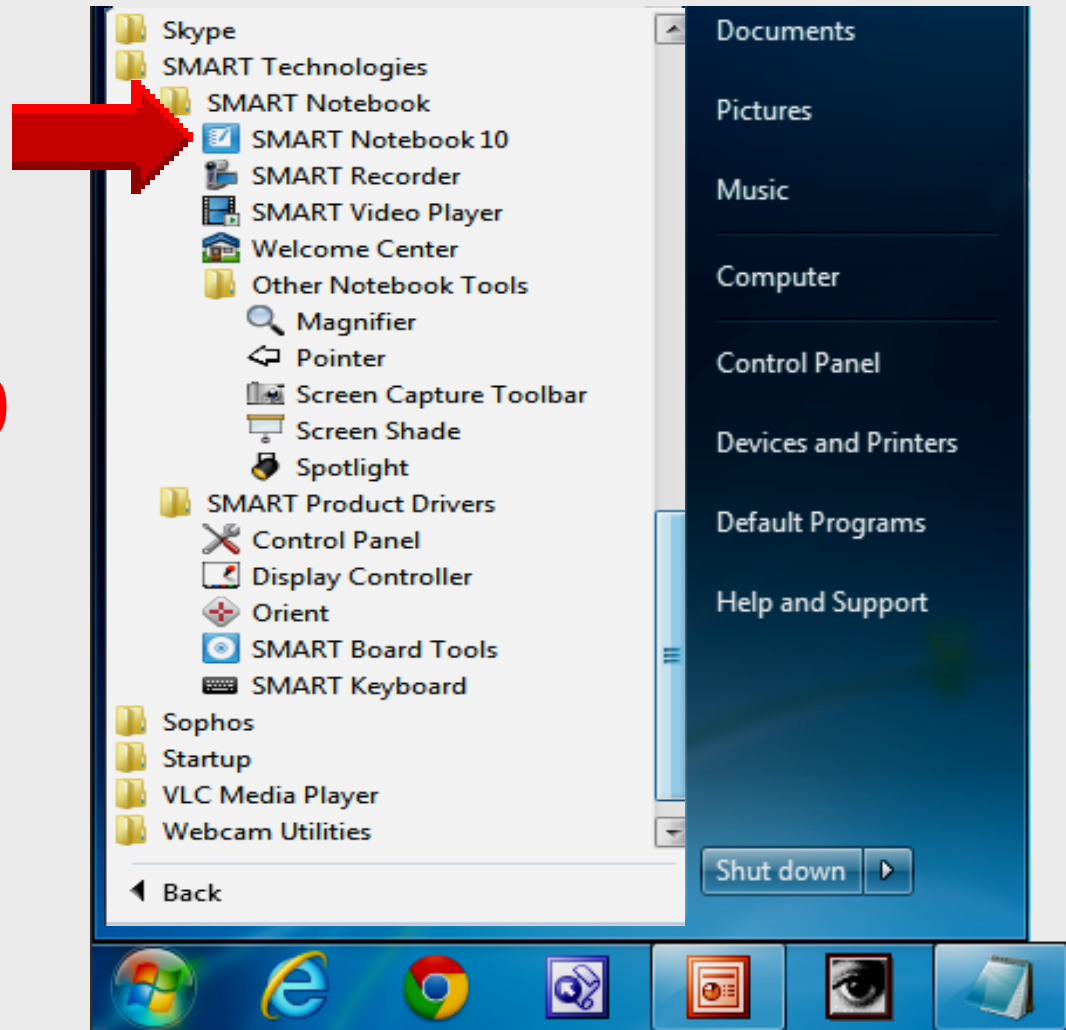 Skype
SMART Technologies
SMART Notebook
SMART Notebook 10
SMART Recorder
SMART Video Player
Welcome Center
Other Notebook Tools
Magnifier
Pointer
Screen Capture Toolbar
Screen Shade
Spotlight
SMART Product Drivers
Control Panel
Display Controller
Orient
SMART Board Tools
SMART Keyboard
Sophos
Startup
VLC Media Player
Webcam Utilities
Back
Documents
Pictures
Music
Computer
Control Panel
Devices and Printers
Default Programs
Help and Support
Shut down